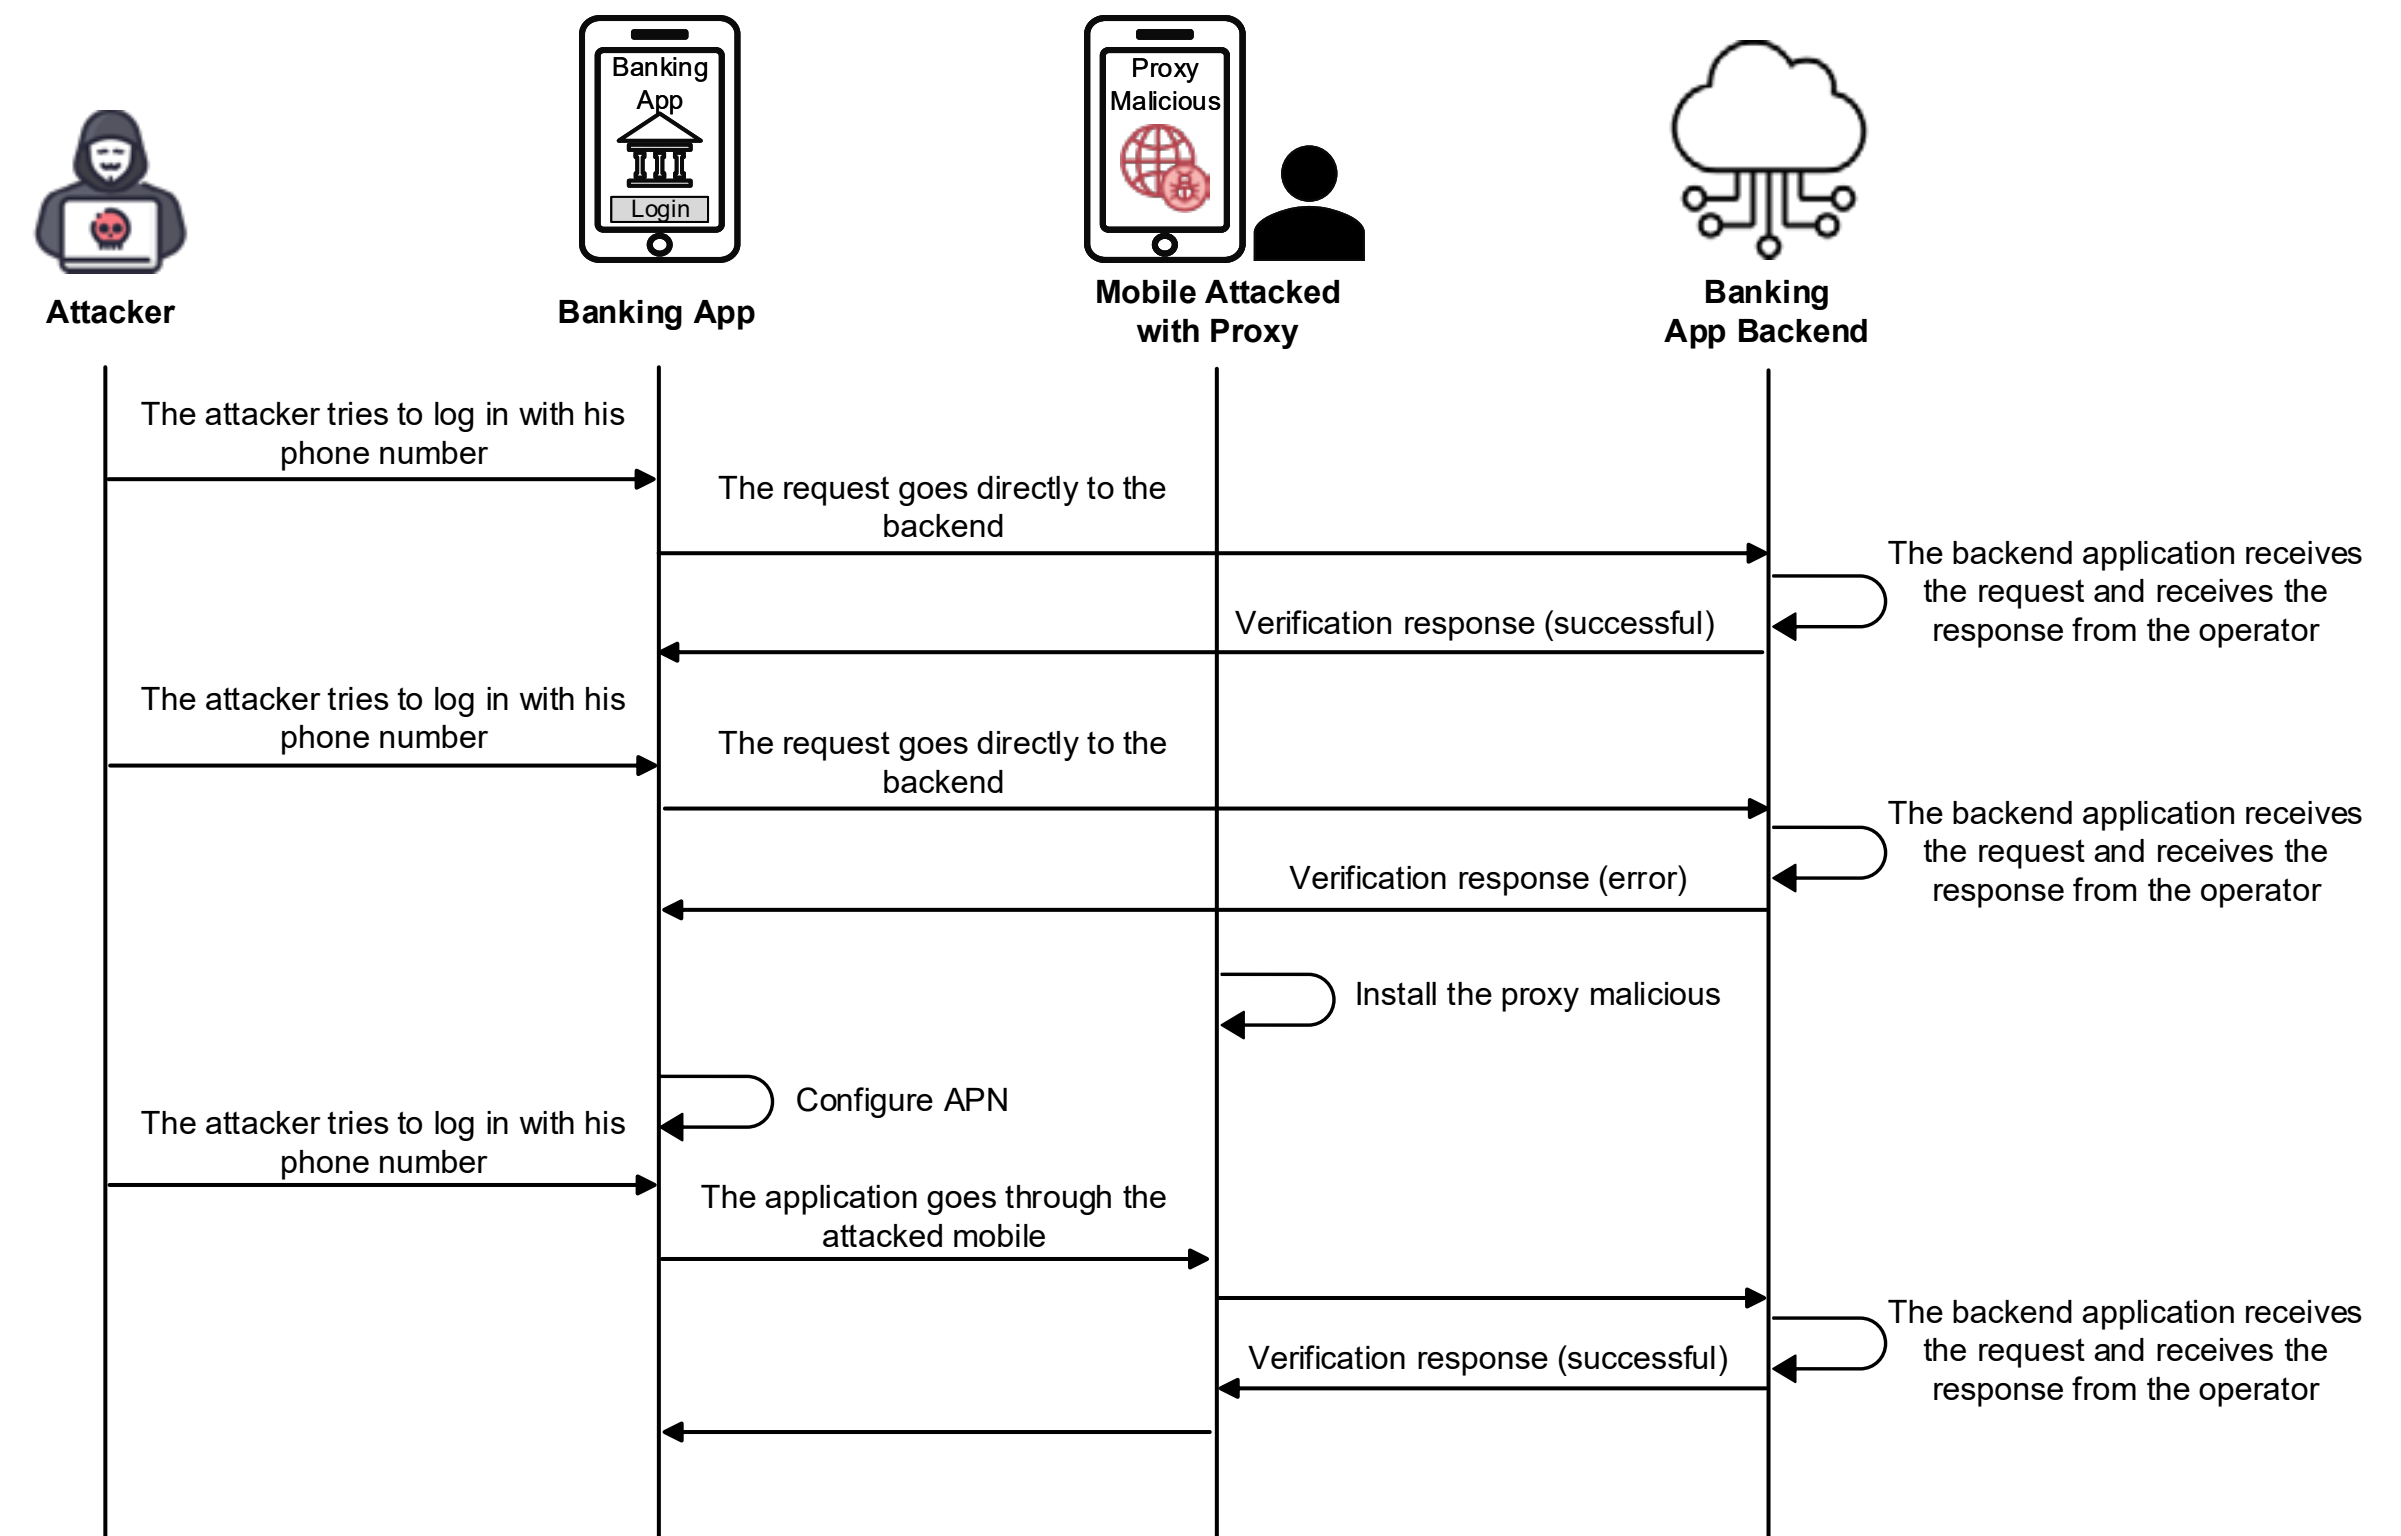 Banking
App
Login
Proxy
Malicious
Attacker
Banking App
Mobile Attacked
with Proxy
Banking
App Backend
The attacker tries to log in with his
phone number
The request goes directly to the
backend
The backend application receives
the request and receives the
response from the operator
Verification response (successful)
The attacker tries to log in with his
phone number
The request goes directly to the
backend
The backend application receives
the request and receives the
response from the operator
Verification response (error)
Install the proxy malicious
Configure APN
The attacker tries to log in with his
phone number
The application goes through the
attacked mobile
The backend application receives
the request and receives the
response from the operator
Verification response (successful)